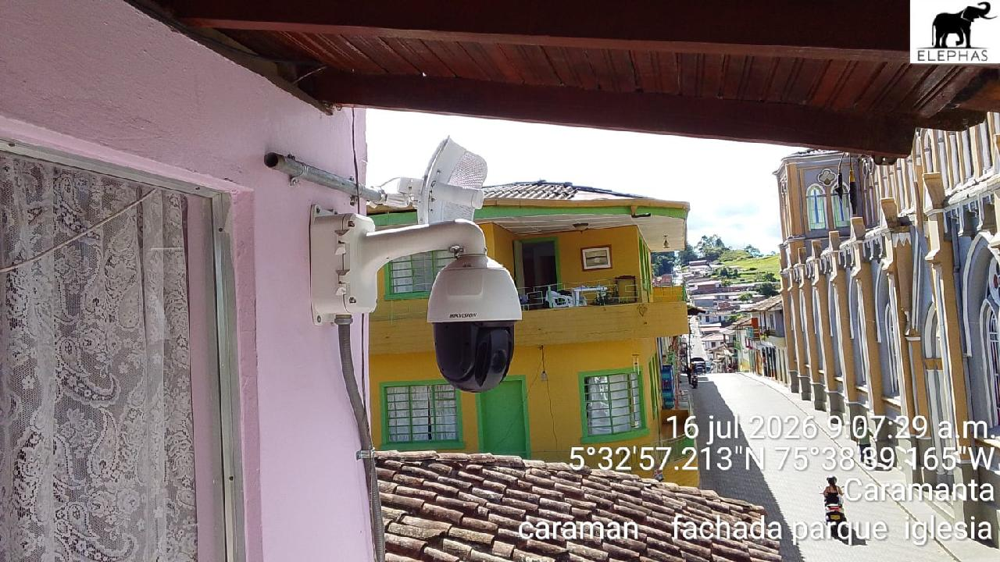 ELEPHAS
HIKVISION
16 jul 2026 9:07:29 a.m.
5°32'57.213"N 75°38'39.165"W
Caramanta
caraman fachada parque iglesia